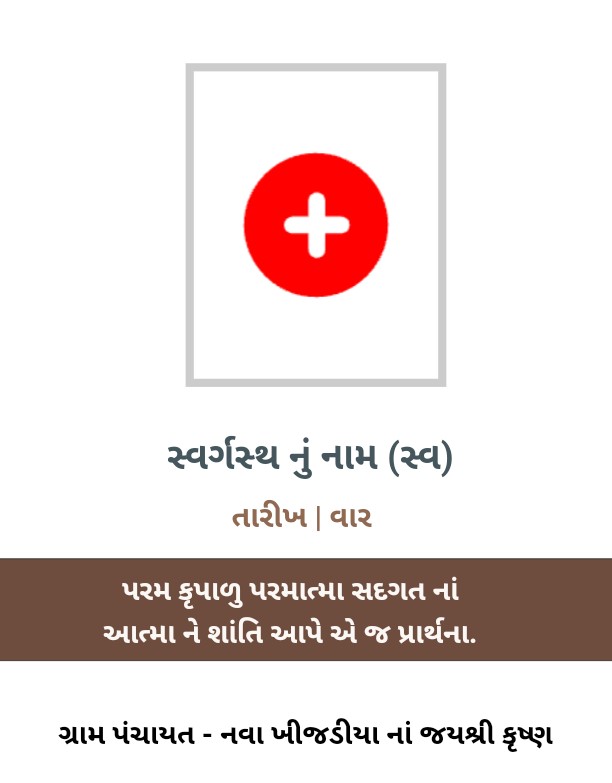 સ્વર્ગસ્થ નું નામ (સ્વ)
તારીખ | વાર
પરમ કૃપાળુ પરમાત્મા સદગત નાં
આત્મા ને શાંતિ આપે એ જ પ્રાર્થના.
ગ્રામ પંચાયત - નવા ખીજડીયા નાં જયશ્રી કૃષ્ણ